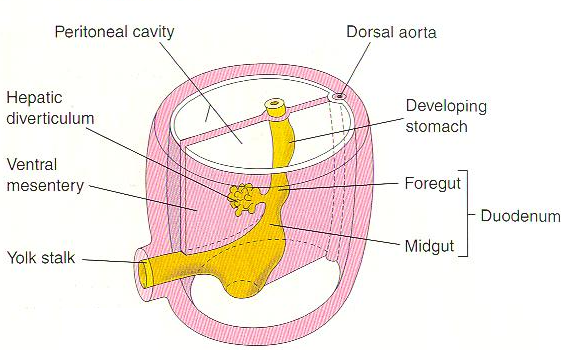 Peritoneal cavity
Dorsal aorta
Hepatic
diverticulum
Developing
stomach
Ventral
mesentery
Foregut
Duodenum
Midgut
Yolk stalk